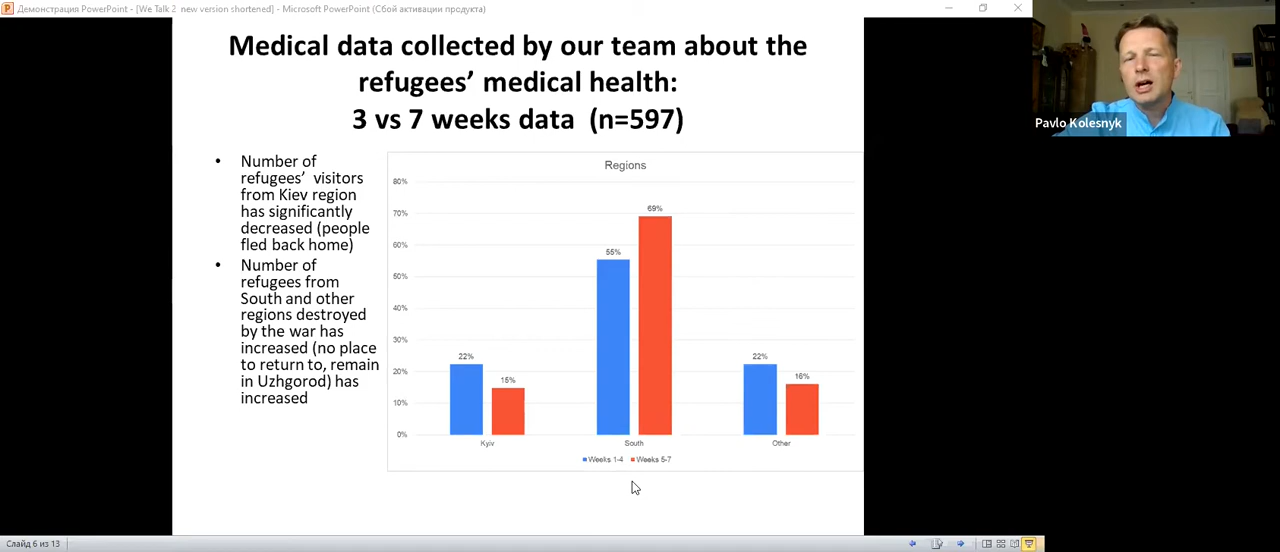 Демонстрация PowerPoint - [We Talk 2  new version shortened] - Microsoft PowerPoint (Сбой активации продукта)
Medical data collected by our team about the
refugees' medical health:
3 vs 7 weeks data  (n=597)
Pavlo Kolesnyk
• Number of
refugees'  visitors
from Kiev region
has significantly
decreased (people
fled back home)
• Number of
refugees from
South and other
regions destroyed
by the war has
increased (no place
to return to, remain
in Uzhgorod) has
increased
Regions
80%
70%
60%
50%
40%
30%
20%
10%
0%
22%
15%
55%
69%
22%
16%
Kyiv
South
Other
Weeks 1-4
Weeks 5-7
Слайд 6 из 13